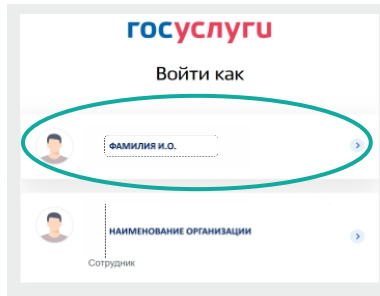 госуслуги
Войти как
ФАМИЛИЯ И.О.
НАИМЕНОВАНИЕ ОРГАНИЗАЦИИ
Сотрудник